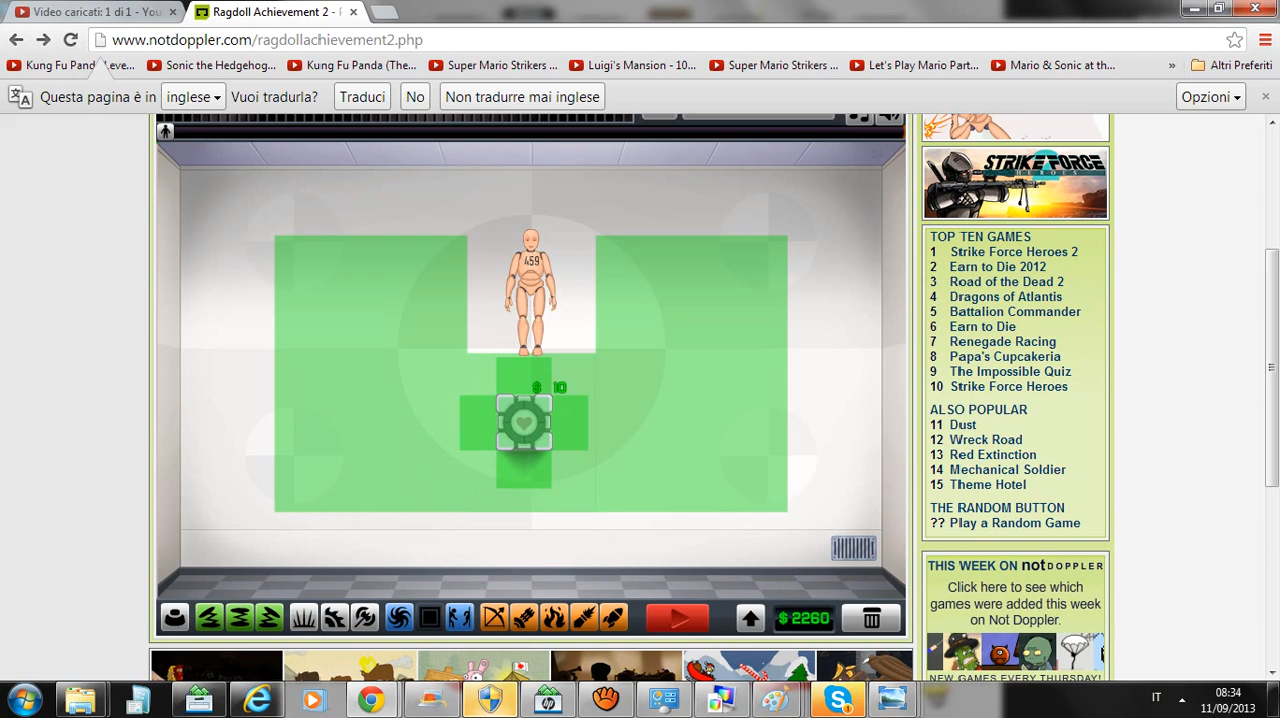 Video caricati: 1 di 1 - You
Ragdoll Achievement 2 - P
www.notdoppler.com/ragdollachievement2.php
Kung Fu Panda
Sonic the Hedgehog...
Kung Fu Panda (The...
Super Mario Strikers ...
Luigi's Mansion - 10...
Super Mario Strikers ...
Let's Play Mario Part...
Mario & Sonic at th...
»
Altri Preferiti
Questa pagina è in
inglese
Vuoi tradurla?
Traduci
No
Non tradurre mai inglese
Opzioni
459
$ 10
STRIKE FORCE
HEROES 2
TOP TEN GAMES
1 Strike Force Heroes 2
2 Earn to Die 2012
3 Road of the Dead 2
4 Dragons of Atlantis
5 Battalion Commander
6 Earn to Die
7 Renegade Racing
8 Papa's Cupcakeria
9 The Impossible Quiz
10 Strike Force Heroes
ALSO POPULAR
11 Dust
12 Wreck Road
13 Red Extinction
14 Mechanical Soldier
15 Theme Hotel
THE RANDOM BUTTON
?? Play a Random Game
THIS WEEK ON notDOPPLER
Click here to see which
games were added this week
on Not Doppler.
NEW GAMES EVERY THURSDAY!
$ 2260
IT
08:34
11/09/2013